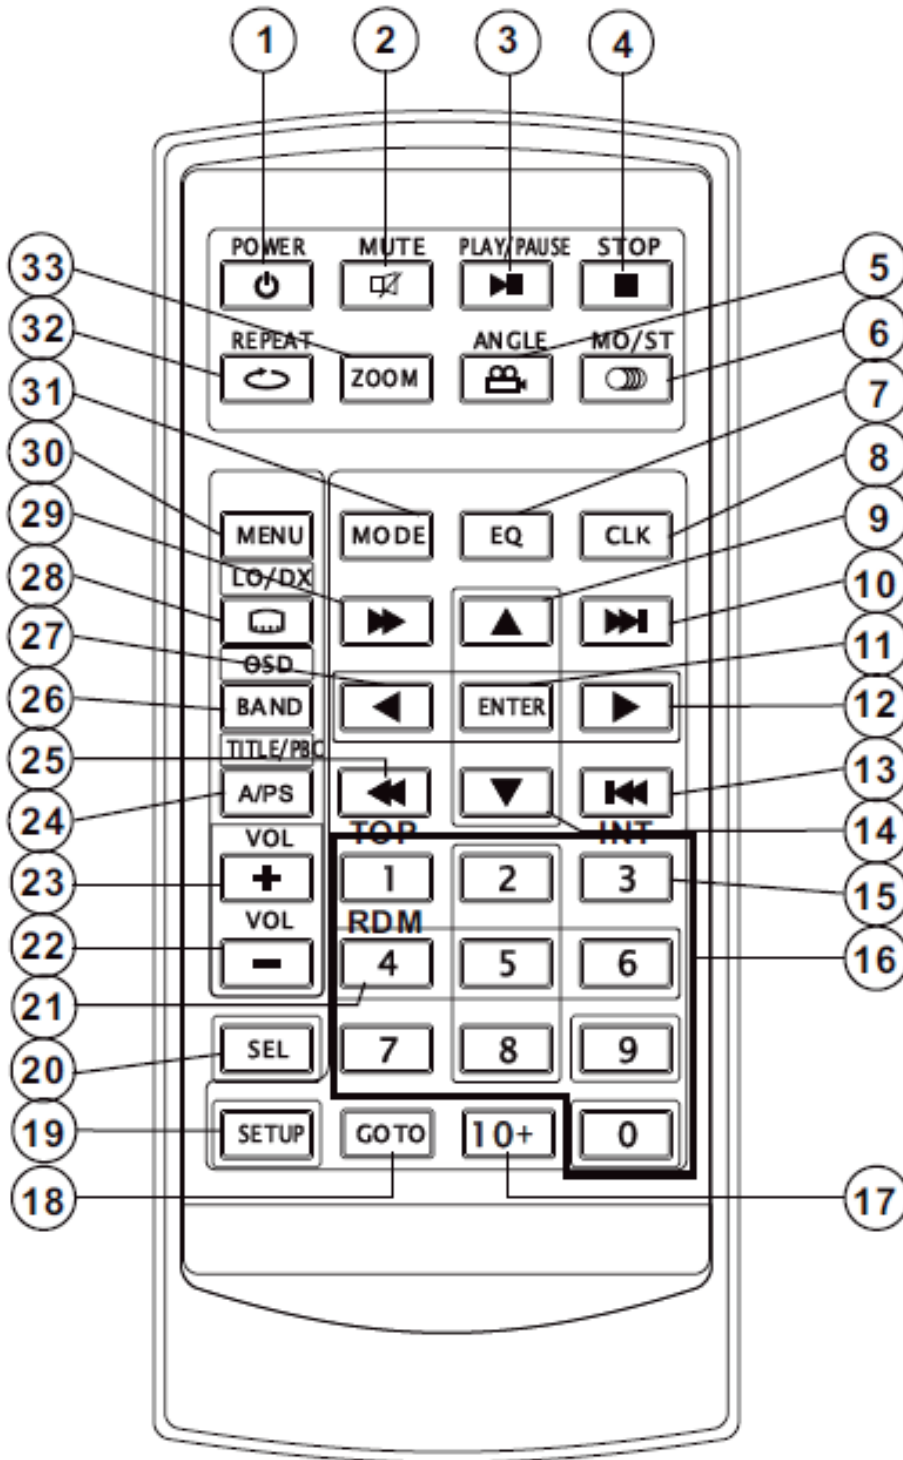 1 2 3 4
POWER MUTE PLAY/PAUSE STOP
33 5
32 REPEAT ANGLE MO/ST 6
ZOOM
31 7
30 8
MENU MODE EQ CLK
29 9
LO/DX
28 10
OSD
27 11
26 BAND ENTER 12
TITLE/PBC
25 13
24 A/PS 14
VOL TOP INT
23 + 1 2 3 15
VOL RDM
22 - 4 5 6 16
21
20 SEL 7 8 9
19 SETUP GOTO 10+ 0
18 17